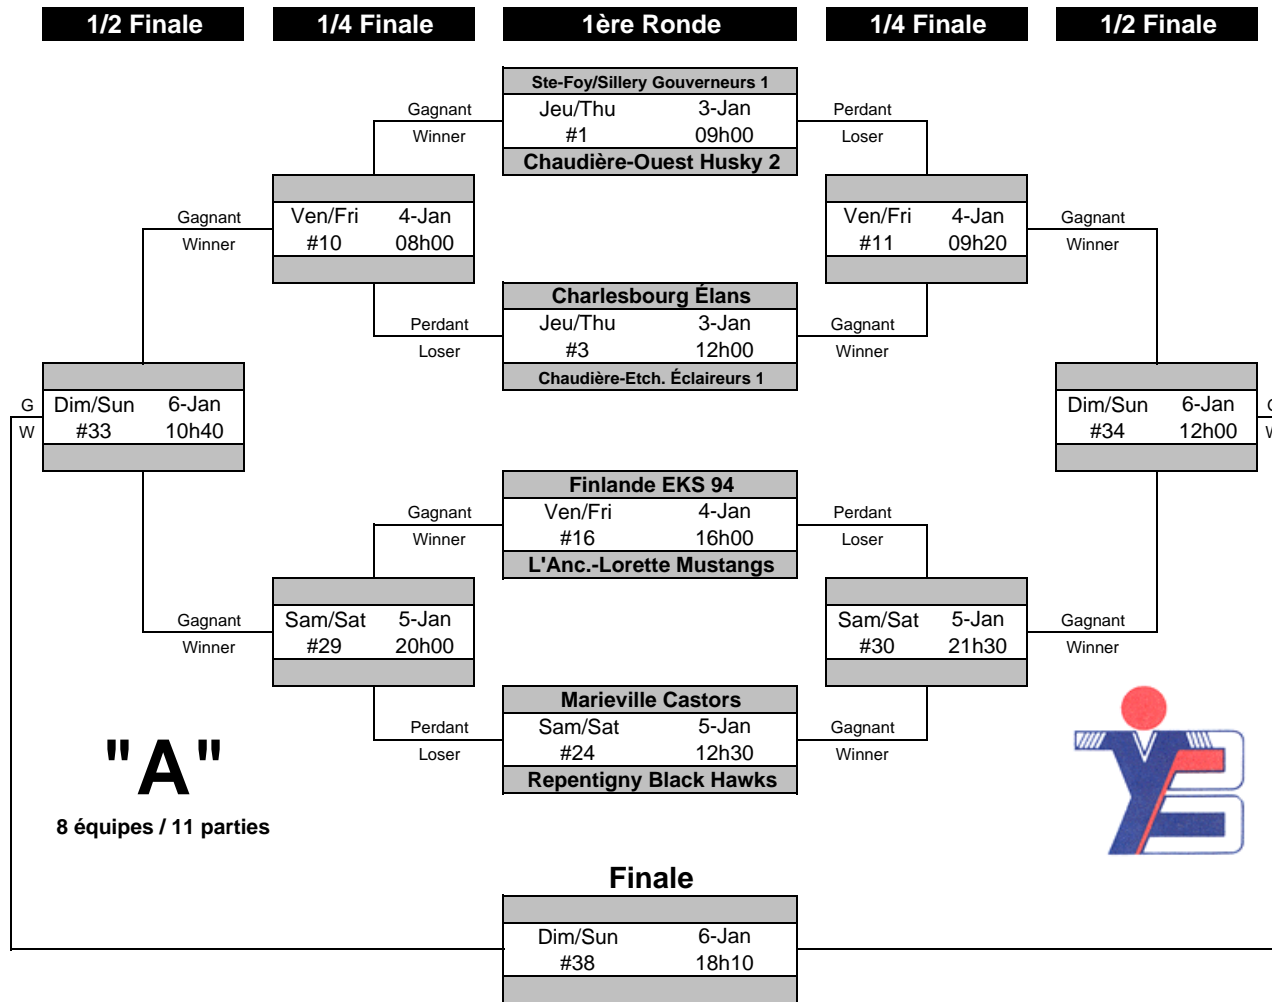 1/2 Finale 1/4 Finale 1ère Ronde 1/4 Finale 1/2 Finale
Ste-Foy/Sillery Gouverneurs 1
Gagnant Jeu/Thu 3-Jan Perdant
Winner #1 09h00 Loser
Chaudière-Ouest Husky 2
Gagnant Ven/Fri 4-Jan Ven/Fri 4-Jan Gagnant
Winner #10 08h00 #11 09h20 Winner
Charlesbourg Élans
Perdant Jeu/Thu 3-Jan Gagnant
Loser #3 12h00 Winner
Chaudière-Etch. Éclaireurs 1
G Dim/Sun 6-Jan Dim/Sun 6-Jan
W #33 10h40 #34 12h00
Finlande EKS 94
Gagnant Ven/Fri 4-Jan Perdant
Winner #16 16h00 Loser
L'Anc.-Lorette Mustangs
Gagnant Sam/Sat 5-Jan Sam/Sat 5-Jan Gagnant
Winner #29 20h00 #30 21h30 Winner
Marieville Castors
Perdant Sam/Sat 5-Jan Gagnant
Loser #24 12h30 Winner
Repentigny Black Hawks
"A"
8 équipes / 11 parties
Finale
Dim/Sun 6-Jan
#38 18h10